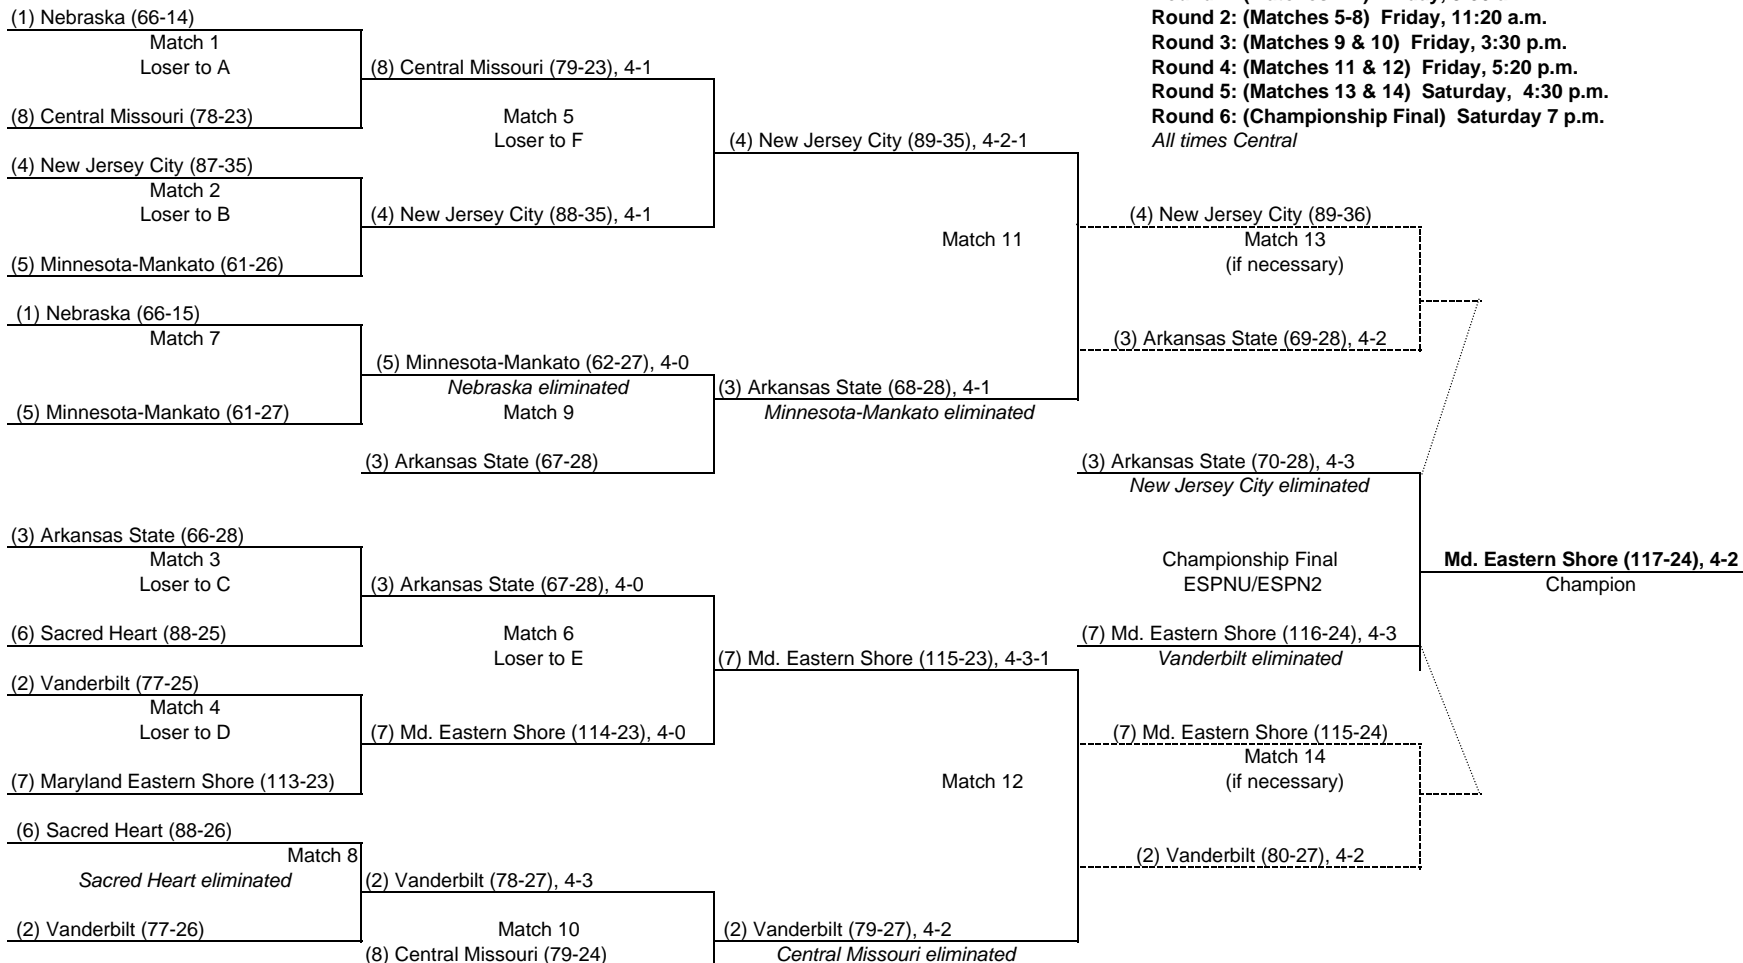 (1) Nebraska (66-14)
Match 1
Loser to A
(8) Central Missouri (78-23)
(4) New Jersey City (87-35)
Match 2
Loser to B
(5) Minnesota-Mankato (61-26)
(1) Nebraska (66-15)
Match 7
(5) Minnesota-Mankato (61-27)
(3) Arkansas State (66-28)
Match 3
Loser to C
(6) Sacred Heart (88-25)
(2) Vanderbilt (77-25)
Match 4
Loser to D
(7) Maryland Eastern Shore (113-23)
(6) Sacred Heart (88-26)
Match 8
Sacred Heart eliminated
(2) Vanderbilt (77-26)
(8) Central Missouri (79-23), 4-1
Match 5
Loser to F
(4) New Jersey City (88-35), 4-1
(5) Minnesota-Mankato (62-27), 4-0
Nebraska eliminated
Match 9
(3) Arkansas State (67-28)
(3) Arkansas State (67-28), 4-0
Match 6
Loser to E
(7) Md. Eastern Shore (114-23), 4-0
(2) Vanderbilt (78-27), 4-3
Match 10
(8) Central Missouri (79-24)
(4) New Jersey City (89-35), 4-2-1
Match 11
(3) Arkansas State (68-28), 4-1
Minnesota-Mankato eliminated
(7) Md. Eastern Shore (115-23), 4-3-1
Match 12
(2) Vanderbilt (79-27), 4-2
Central Missouri eliminated
Round 2: (Matches 5-8) Friday, 11:20 a.m.
Round 3: (Matches 9 & 10) Friday, 3:30 p.m.
Round 4: (Matches 11 & 12) Friday, 5:20 p.m.
Round 5: (Matches 13 & 14) Saturday, 4:30 p.m.
Round 6: (Championship Final) Saturday 7 p.m.
All times Central
(4) New Jersey City (89-36)
Match 13
(if necessary)
(3) Arkansas State (69-28), 4-2
(3) Arkansas State (70-28), 4-3
New Jersey City eliminated
Championship Final
ESPNU/ESPN2
(7) Md. Eastern Shore (116-24), 4-3
Vanderbilt eliminated
(7) Md. Eastern Shore (115-24)
Match 14
(if necessary)
(2) Vanderbilt (80-27), 4-2
Md. Eastern Shore (117-24), 4-2
Champion